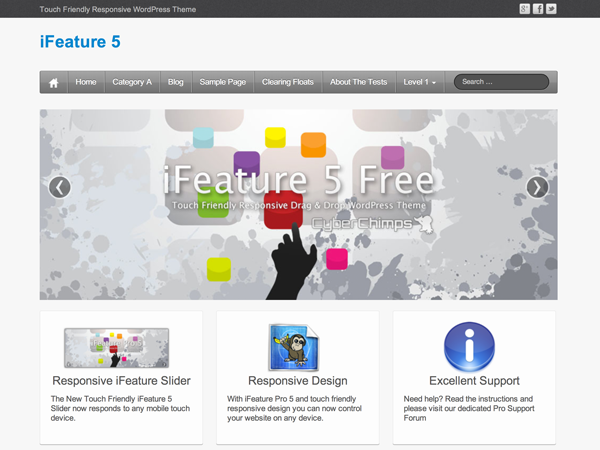 Touch Friendly Responsive WordPress Theme
iFeature 5
Home Category A Blog Sample Page Clearing Floats About The Tests Level 1 Search ...
iFeature 5 Free
Touch Friendly Responsive Drag & Drop WordPress Theme
CyberChimps
Responsive iFeature Slider
The New Touch Friendly iFeature 5
Slider now responds to any mobile touch
device.
Responsive Design
With iFeature Pro 5 and touch friendly
responsive design you can now control
your website on any device.
Excellent Support
Need help? Read the instructions and
please visit our dedicated Pro Support
Forum